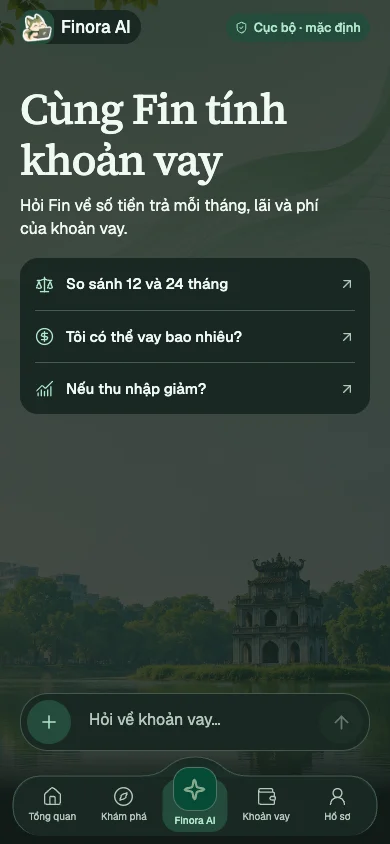 Finora AI
Cục bộ · mặc định
Cùng Fin tính
khoản vay
Hỏi Fin về số tiền trả mỗi tháng, lãi và phí
của khoản vay.
So sánh 12 và 24 tháng
Tôi có thể vay bao nhiêu?
Nếu thu nhập giảm?
Hỏi về khoản vay...
Tổng quan
Khám phá
Finora AI
Khoản vay
Hồ sơ